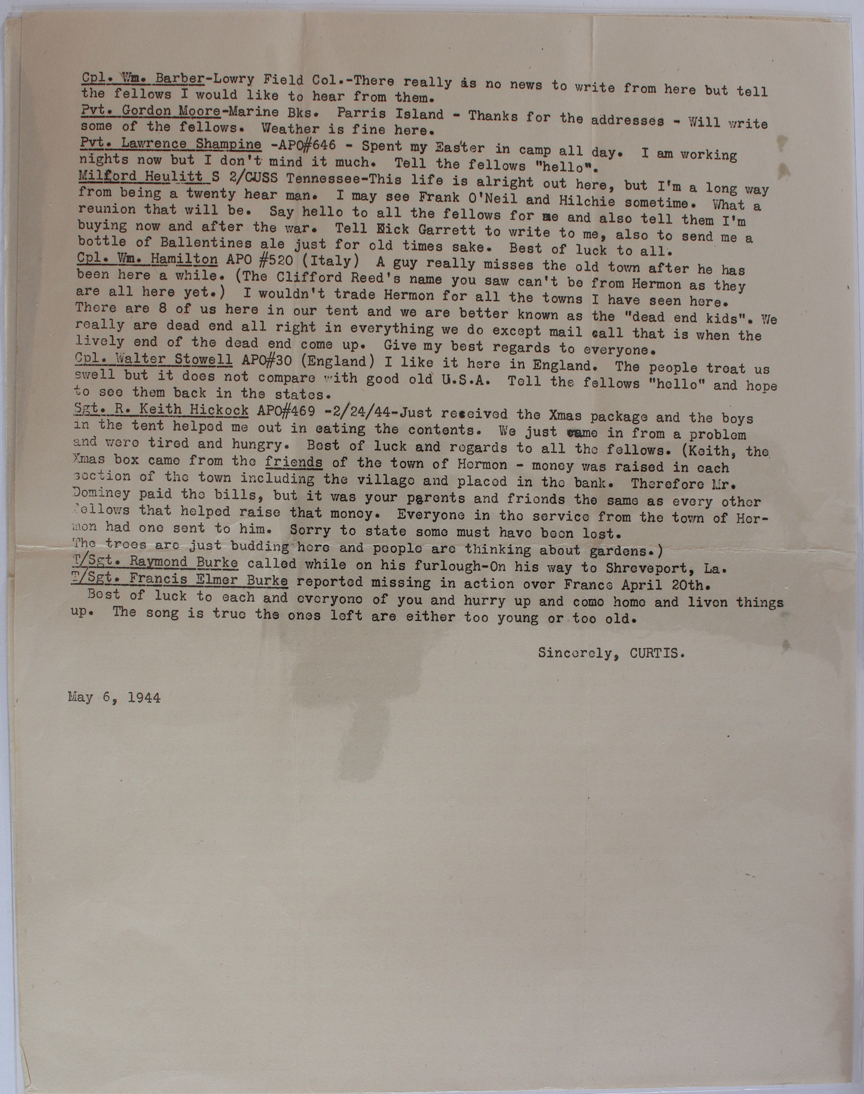 Cpl. Wm. Barber-Lowry Field Col.-There really is no news to write from here but tell
the fellows I would like to hear from them.
Pvt. Gordon Moore-Marine Bks. Parris Island - Thanks for the addresses - Will write
some of the fellows. Weather is fine here.
Pvt. Lawrence Shampine -APO#646 - Spent my Easter in camp all day. I am working
nights now but I don't mind it much. Tell the fellows "hello".
Milford Heulitt S 2/CUSS Tennessee-This life is alright out here, but I'm a long way
from being a twenty hear man. I may see Frank O'Neil and Hilchie sometime. What a
reunion that will be. Say hello to all the fellows for me and also tell them I'm
buying now and after the war. Tell Nick Garrett to write to me, also to send me a
bottle of Ballentines ale just for old times sake. Best of luck to all.
Cpl. Wm. Hamilton APO #520 (Italy) A guy really misses the old town after he has
been here a while. (The Clifford Reed's name you saw can't be from Hermon as they
are all here yet.) I wouldn't trade Hermon for all the towns I have seen here.
There are 8 of us here in our tent and we are better known as the "dead end kids". We
really are dead end all right in everything we do except mail call that is when the
lively end of the dead end come up. Give my best regards to everyone.
Cpl. Walter Stowell APO#30 (England) I like it here in England. The people treat us
swell but it does not compare with good old U.S.A. Tell the fellows "hello" and hope
to see them back in the states.
Sgt. R. Keith Hickock APO#469 -2/24/44-Just received the Xmas package and the boys
in the tent helped me out in eating the contents. We just came in from a problem
and were tired and hungry. Best of luck and regards to all the fellows. (Keith, the
Xmas box came from the friends of the town of Hermon - money was raised in each
section of the town including the village and placed in the bank. Therefore Mr.
Dominey paid the bills, but it was your parents and friends the same as every other
fellows that helped raise that money. Everyone in the service from the town of Her-
mon had one sent to him. Sorry to state some must have been lost.
The trees are just budding here and people are thinking about gardens.)
T/Sgt. Raymond Burke called while on his furlough-On his way to Shreveport, La.
T/Sgt. Francis Elmer Burke reported missing in action over France April 20th.
Best of luck to each and everyone of you and hurry up and come home and liven things
up. The song is true the ones left are either too young or too old.
Sincerely, CURTIS.
May 6, 1944